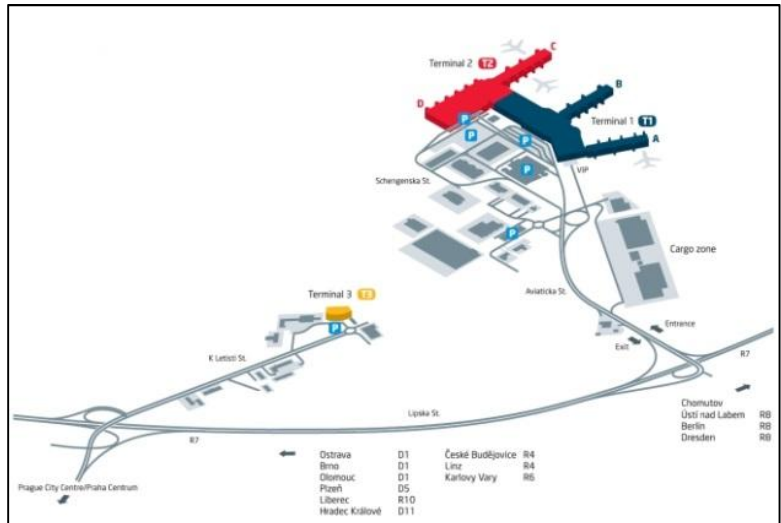 C
Terminal 2 T2
B
D
P
P
P
Terminal 1 T1
A
P
VIP
Schengenska St.
P
Cargo zone
Aviaticka St.
Terminal 3 T3
P
Entrance
Exit
K Letisti St.
R7
Lipska St.
R7
Chomutov
Ústí nad Labem R8
Berlin R8
Dresden R8
Ostrava D1
Brno D1
Olomouc D1
Plzeň D5
Liberec R10
Hradec Králové D11
České Budějovice R4
Linz R4
Karlovy Vary R6
Prague City Centre/Praha Centrum